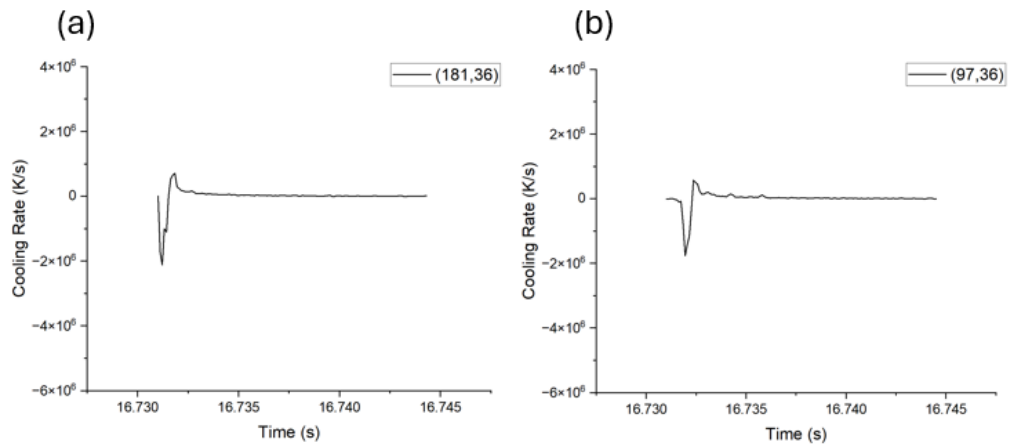 (a)
(181,36)
4×10⁶
2×10⁶
0
−2×10⁶
−4×10⁶
−6×10⁶
Cooling Rate (K/s)
16.730 16.735 16.740 16.745
Time (s)
(b)
(97,36)
4×10⁶
2×10⁶
0
−2×10⁶
−4×10⁶
−6×10⁶
Cooling Rate (K/s)
16.730 16.735 16.740 16.745
Time (s)